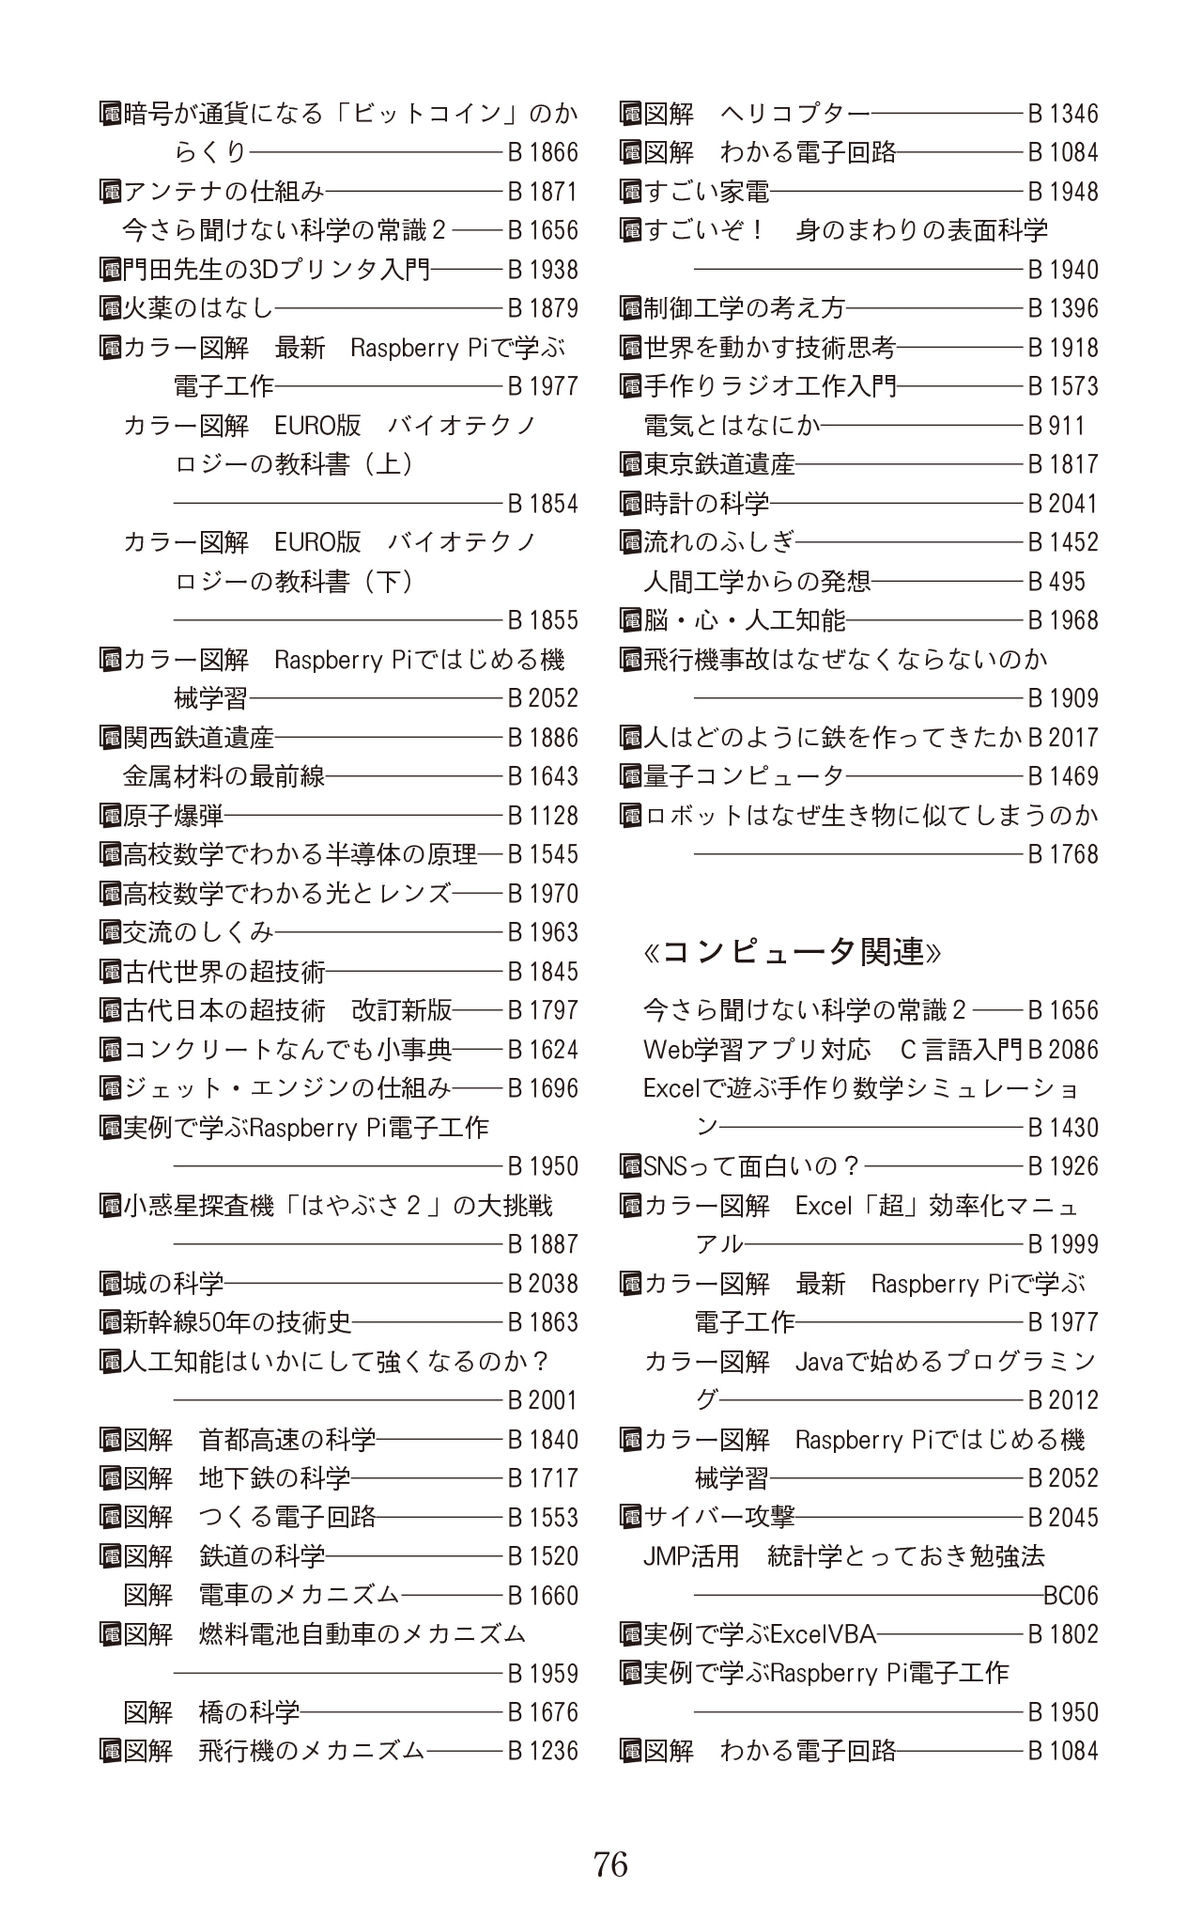 電暗号が通貨になる「ビットコイン」のか
らくり B 1866
電アンテナの仕組み B 1871
今さら聞けない科学の常識2 B 1656
電門田先生の3Dプリンタ入門 B 1938
電火薬のはなし B 1879
電カラー図解　最新　Raspberry Piで学ぶ
電子工作 B 1977
カラー図解　EURO版　バイオテクノ
ロジーの教科書（上）
B 1854
カラー図解　EURO版　バイオテクノ
ロジーの教科書（下）
B 1855
電カラー図解　Raspberry Piではじめる機
械学習 B 2052
電関西鉄道遺産 B 1886
金属材料の最前線 B 1643
電原子爆弾 B 1128
電高校数学でわかる半導体の原理 B 1545
電高校数学でわかる光とレンズ B 1970
電交流のしくみ B 1963
電古代世界の超技術 B 1845
電古代日本の超技術　改訂新版 B 1797
電コンクリートなんでも小事典 B 1624
電ジェット・エンジンの仕組み B 1696
電実例で学ぶRaspberry Pi電子工作
B 1950
電小惑星探査機「はやぶさ2」の大挑戦
B 1887
電城の科学 B 2038
電新幹線50年の技術史 B 1863
電人工知能はいかにして強くなるのか？
B 2001
電図解　首都高速の科学 B 1840
電図解　地下鉄の科学 B 1717
電図解　つくる電子回路 B 1553
電図解　鉄道の科学 B 1520
図解　電車のメカニズム B 1660
電図解　燃料電池自動車のメカニズム
B 1959
図解　橋の科学 B 1676
電図解　飛行機のメカニズム B 1236
電図解　ヘリコプター B 1346
電図解　わかる電子回路 B 1084
電すごい家電 B 1948
電すごいぞ！　身のまわりの表面科学
B 1940
電制御工学の考え方 B 1396
電世界を動かす技術思考 B 1918
電手作りラジオ工作入門 B 1573
電気とはなにか B 911
電東京鉄道遺産 B 1817
電時計の科学 B 2041
電流れのふしぎ B 1452
人間工学からの発想 B 495
電脳・心・人工知能 B 1968
電飛行機事故はなぜなくならないのか
B 1909
電人はどのように鉄を作ってきたか B 2017
電量子コンピュータ B 1469
電ロボットはなぜ生き物に似てしまうのか
B 1768
≪コンピュータ関連≫
今さら聞けない科学の常識2 B 1656
Web学習アプリ対応　C言語入門 B 2086
Excelで遊ぶ手作り数学シミュレーショ
ン B 1430
電SNSって面白いの？ B 1926
電カラー図解　Excel「超」効率化マニュ
アル B 1999
電カラー図解　最新　Raspberry Piで学ぶ
電子工作 B 1977
カラー図解　Javaで始めるプログラミン
グ B 2012
電カラー図解　Raspberry Piではじめる機
械学習 B 2052
電サイバー攻撃 B 2045
JMP活用　統計学とっておき勉強法
BC06
電実例で学ぶExcelVBA B 1802
電実例で学ぶRaspberry Pi電子工作
B 1950
電図解　わかる電子回路 B 1084
76